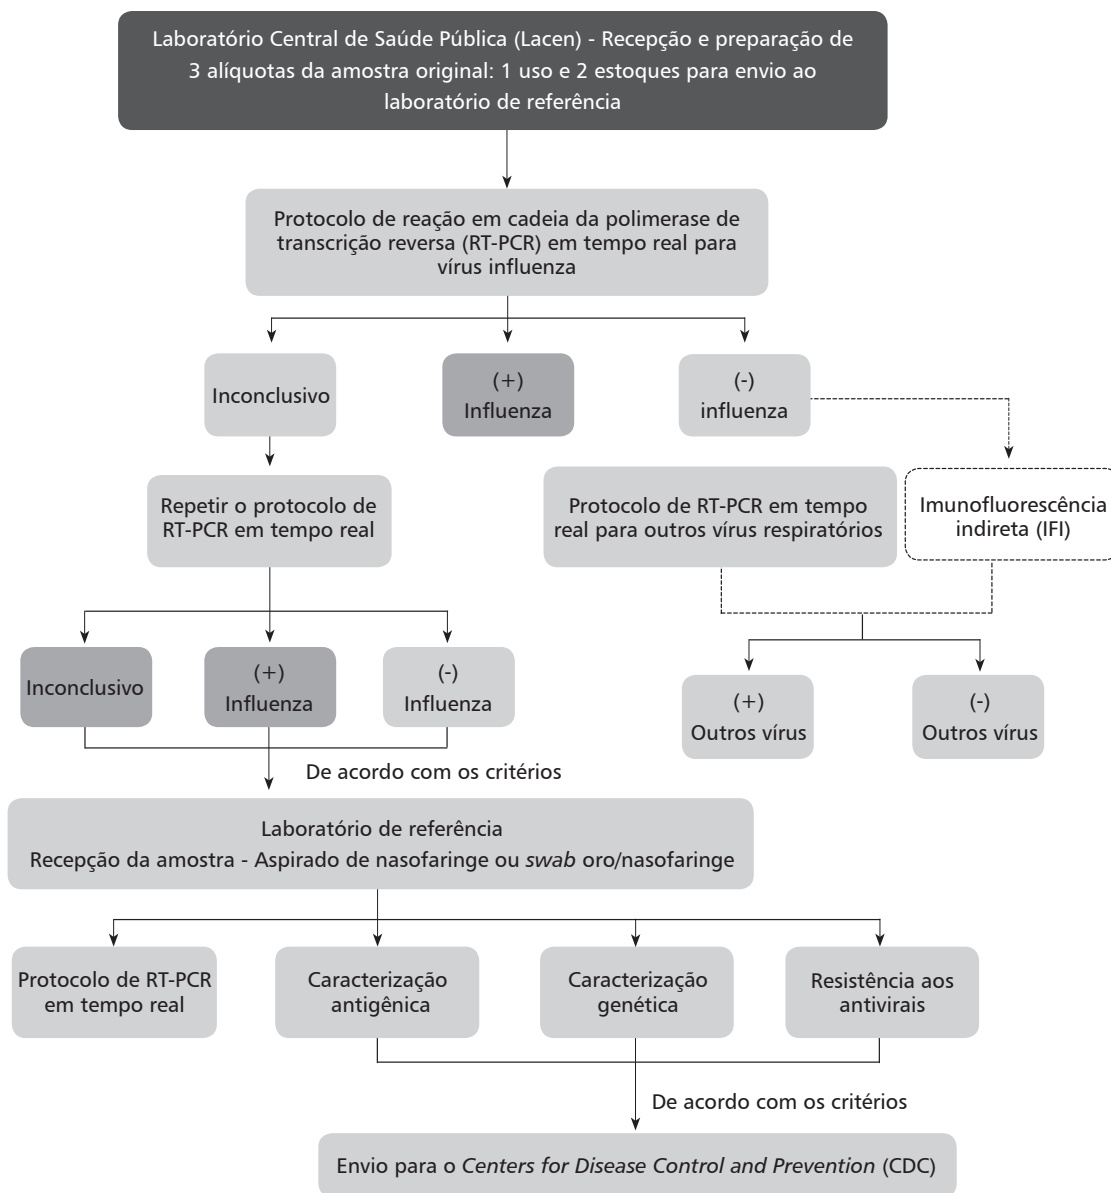 Laboratório Central de Saúde Pública (Lacen) - Recepção e preparação de
3 alíquotas da amostra original: 1 uso e 2 estoques para envio ao
laboratório de referência
Protocolo de reação em cadeia da polimerase de
transcrição reversa (RT-PCR) em tempo real para
vírus influenza
Inconclusivo
(+)
Influenza
(-)
influenza
Repetir o protocolo de
RT-PCR em tempo real
Protocolo de RT-PCR em tempo
real para outros vírus respiratórios
Imunofluorescência
indireta (IFI)
Inconclusivo
(+)
Influenza
(-)
Influenza
(+)
Outros vírus
(-)
Outros vírus
De acordo com os critérios
Laboratório de referência
Recepção da amostra - Aspirado de nasofaringe ou swab oro/nasofaringe
Protocolo de RT-PCR
em tempo real
Caracterização
antigênica
Caracterização
genética
Resistência aos
antivirais
De acordo com os critérios
Envio para o Centers for Disease Control and Prevention (CDC)